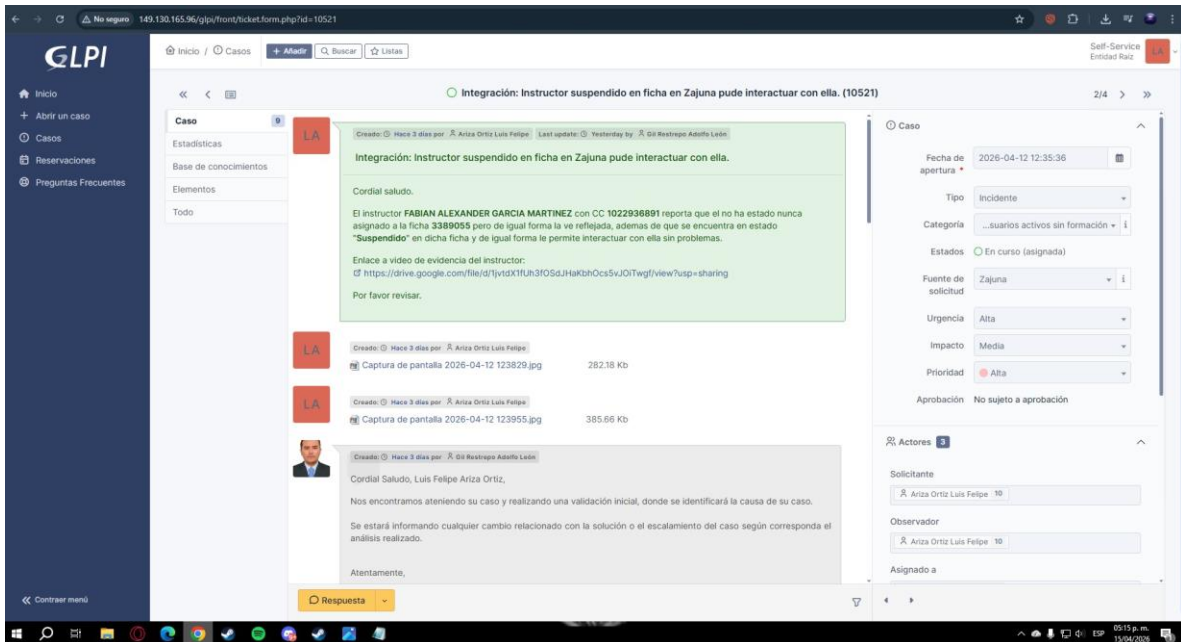 No seguro 149.130.165.96/glpi/front/ticket.form.php?id=10521
GLPI
Inicio / Casos + Añadir Buscar Listas
Self-Service
Entidad Raíz
LA
Inicio
+ Abrir un caso
Casos
Reservaciones
Preguntas Frecuentes
Contraer menú
Integración: Instructor suspendido en ficha en Zajuna pude interactuar con ella. (10521)
2/4
Caso 9
Estadísticas
Base de conocimientos
Elementos
Todo
LA
Creado: Hace 3 días por Ariza Ortiz Luis Felipe Last update: Yesterday by Gil Restrepo Adolfo León
Integración: Instructor suspendido en ficha en Zajuna pude interactuar con ella.
Cordial saludo.
El instructor FABIAN ALEXANDER GARCIA MARTINEZ con CC 1022936891 reporta que el no ha estado nunca
asignado a la ficha 3389055 pero de igual forma la ve reflejada, ademas de que se encuentra en estado
"Suspendido" en dicha ficha y de igual forma le permite interactuar con ella sin problemas.
Enlace a video de evidencia del instructor:
https://drive.google.com/file/d/1jvtdX1fUh3fOSdJHaKbhOcs5vJOiTwgf/view?usp=sharing
Por favor revisar.
LA
Creado: Hace 3 días por Ariza Ortiz Luis Felipe
Captura de pantalla 2026-04-12 123829.jpg 282.18 Kb
LA
Creado: Hace 3 días por Ariza Ortiz Luis Felipe
Captura de pantalla 2026-04-12 123955.jpg 385.66 Kb
Creado: Hace 3 días por Gil Restrepo Adolfo León
Cordial Saludo, Luis Felipe Ariza Ortiz,
Nos encontramos ateniendo su caso y realizando una validación inicial, donde se identificará la causa de su caso.
Se estará informando cualquier cambio relacionado con la solución o el escalamiento del caso según corresponda el
análisis realizado.
Atentamente,
Respuesta
Caso
Fecha de apertura * 2026-04-12 12:35:36
Tipo Incidente
Categoría ...suarios activos sin formación
Estados En curso (asignada)
Fuente de solicitud Zajuna
Urgencia Alta
Impacto Media
Prioridad Alta
Aprobación No sujeto a aprobación
Actores 3
Solicitante
Ariza Ortiz Luis Felipe 10
Observador
Ariza Ortiz Luis Felipe 10
Asignado a
ESP 05:15 p. m.
15/04/2026